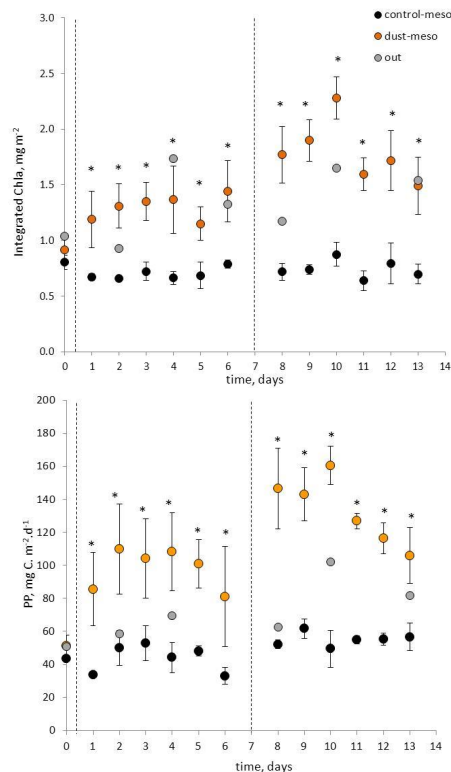 control-meso
dust-meso
out
3.0
2.5
2.0
1.5
1.0
0.5
0.0
Integrated Chla, mg m-2
* * * * * * * * * * * *
0 1 2 3 4 5 6 7 8 9 10 11 12 13 14
time, days
200
180
160
140
120
100
80
60
40
20
0
PP, mg C. m-2.d-1
* * * * * * * * * * * *
0 1 2 3 4 5 6 7 8 9 10 11 12 13 14
time, days